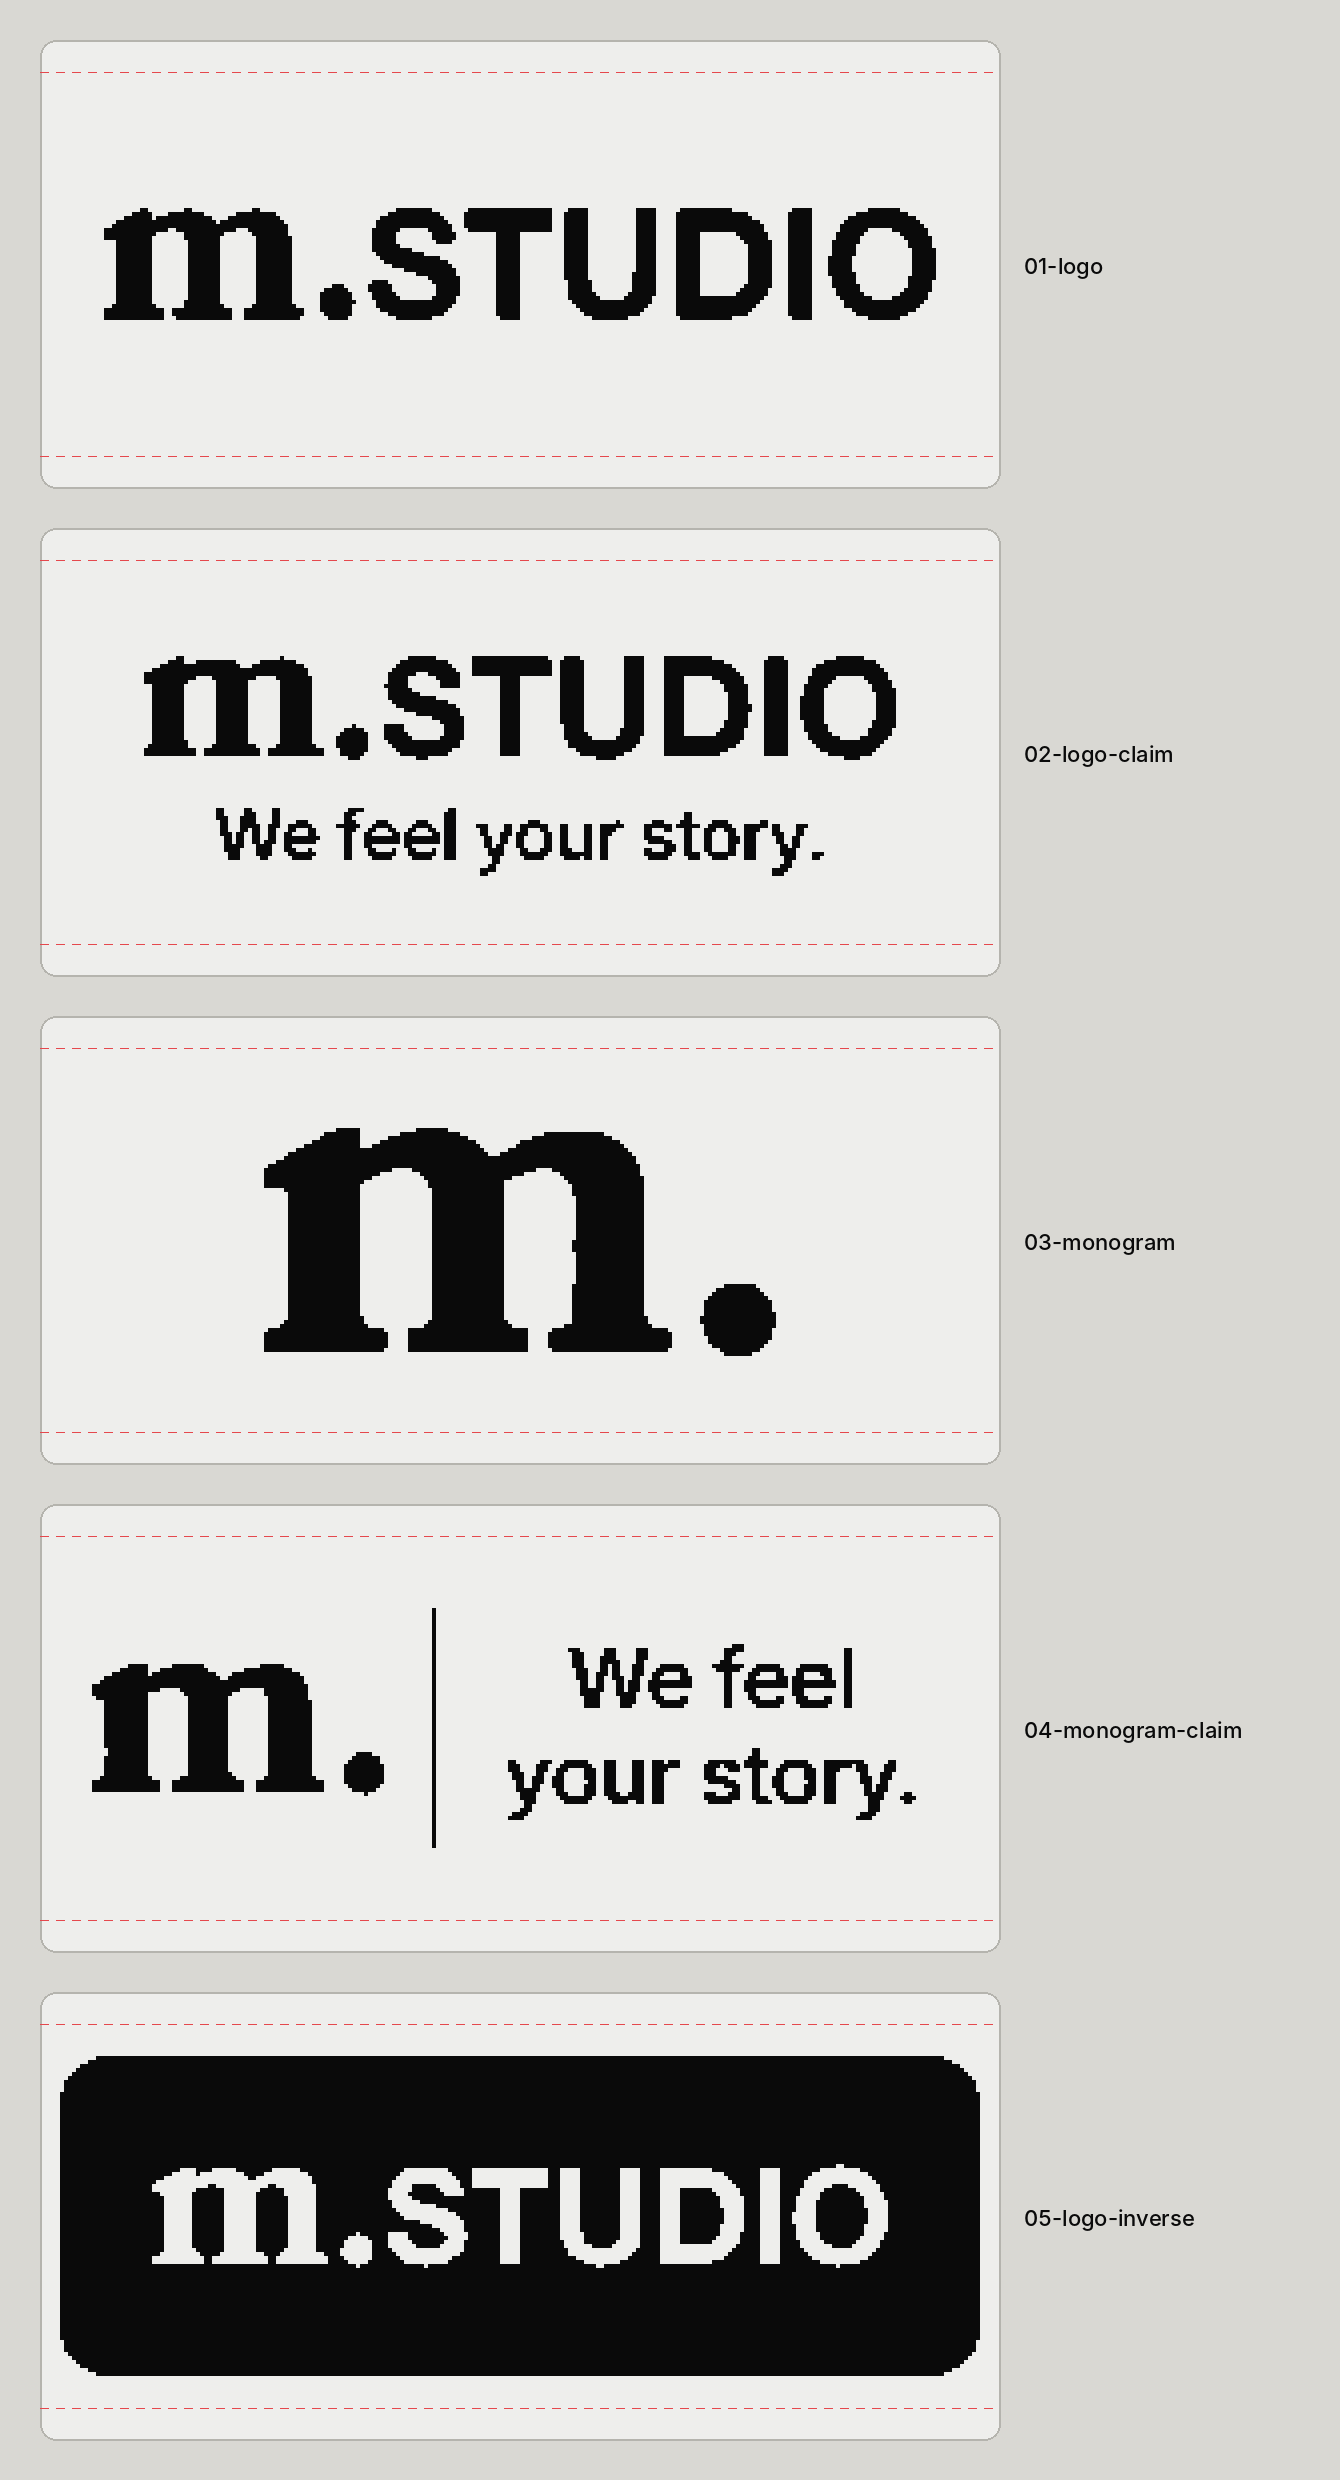 m.STUDIO
01-logo
m.STUDIO
We feel your story.
02-logo-claim
m.
03-monogram
m.
We feel
your story.
04-monogram-claim
m.STUDIO
05-logo-inverse